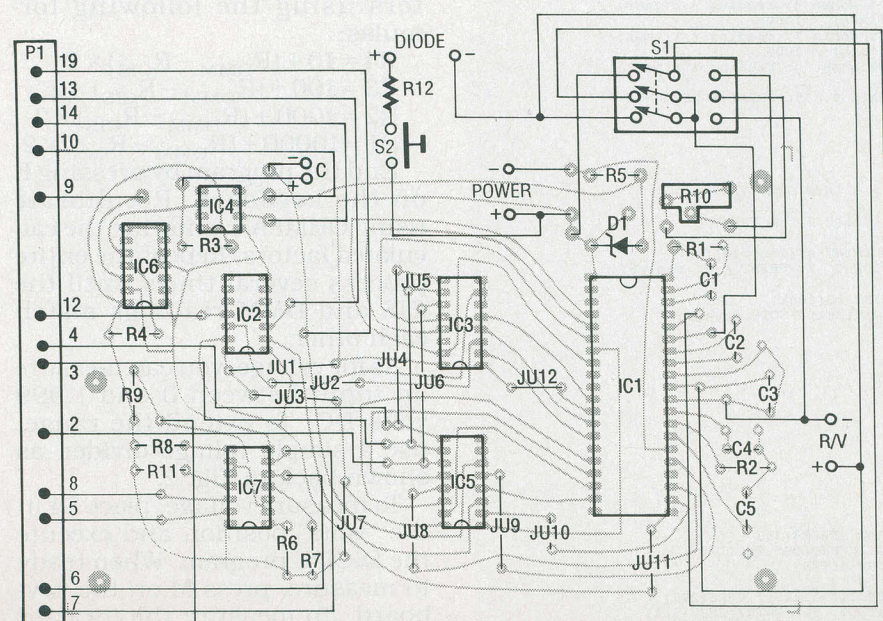 P1
19
13
14
10
9
12
4
3
2
8
5
6
7
+ DIODE -
R12
S2
- C
+
S1
- POWER
+
R5
R10
D1
R1
C1
C2
C3
C4
R2
C5
IC4
R3
IC6
R4
IC2
JU1
JU2
JU3
JU4
JU5
JU6
IC3
JU12
IC1
R9
R8
R11
IC7
R6
R7
JU7
JU8
IC5
JU9
JU10
JU11
-
R/V
+